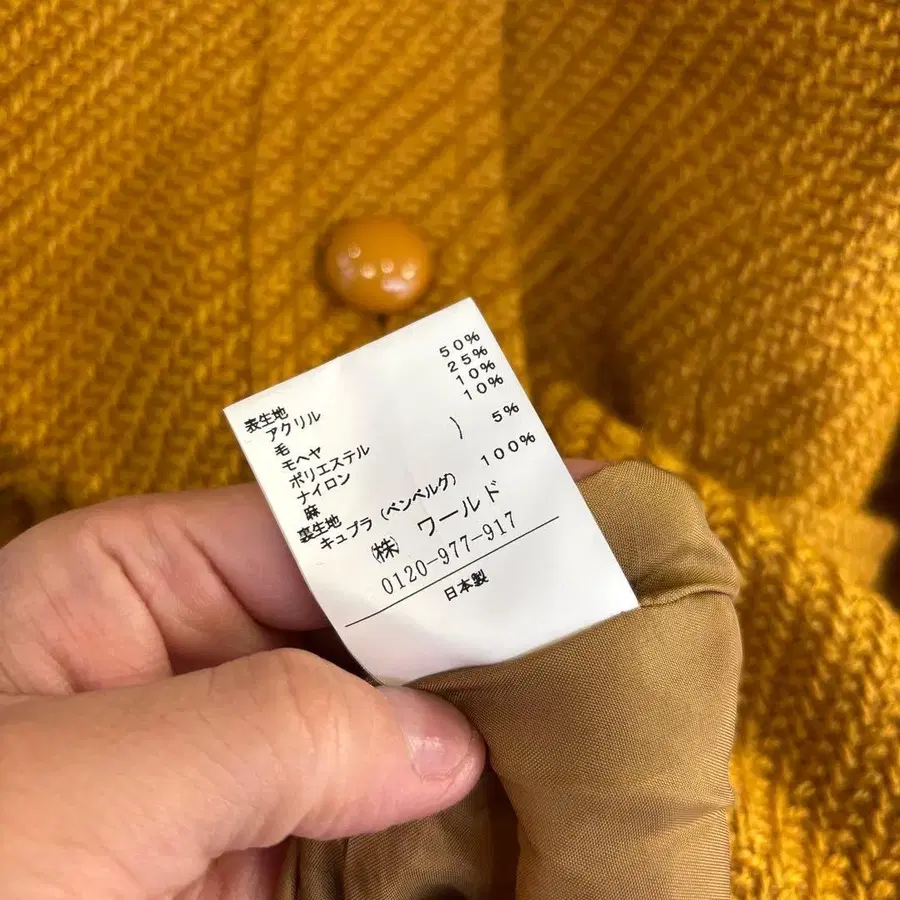 表生地
アクリル 50%
毛 25%
モヘヤ 10%
ポリエステル 10%
ナイロン )
麻 5%
裏生地
キュプラ (ベンベルグ) 100%
㈱ ワールド
0120-977-917
日本製